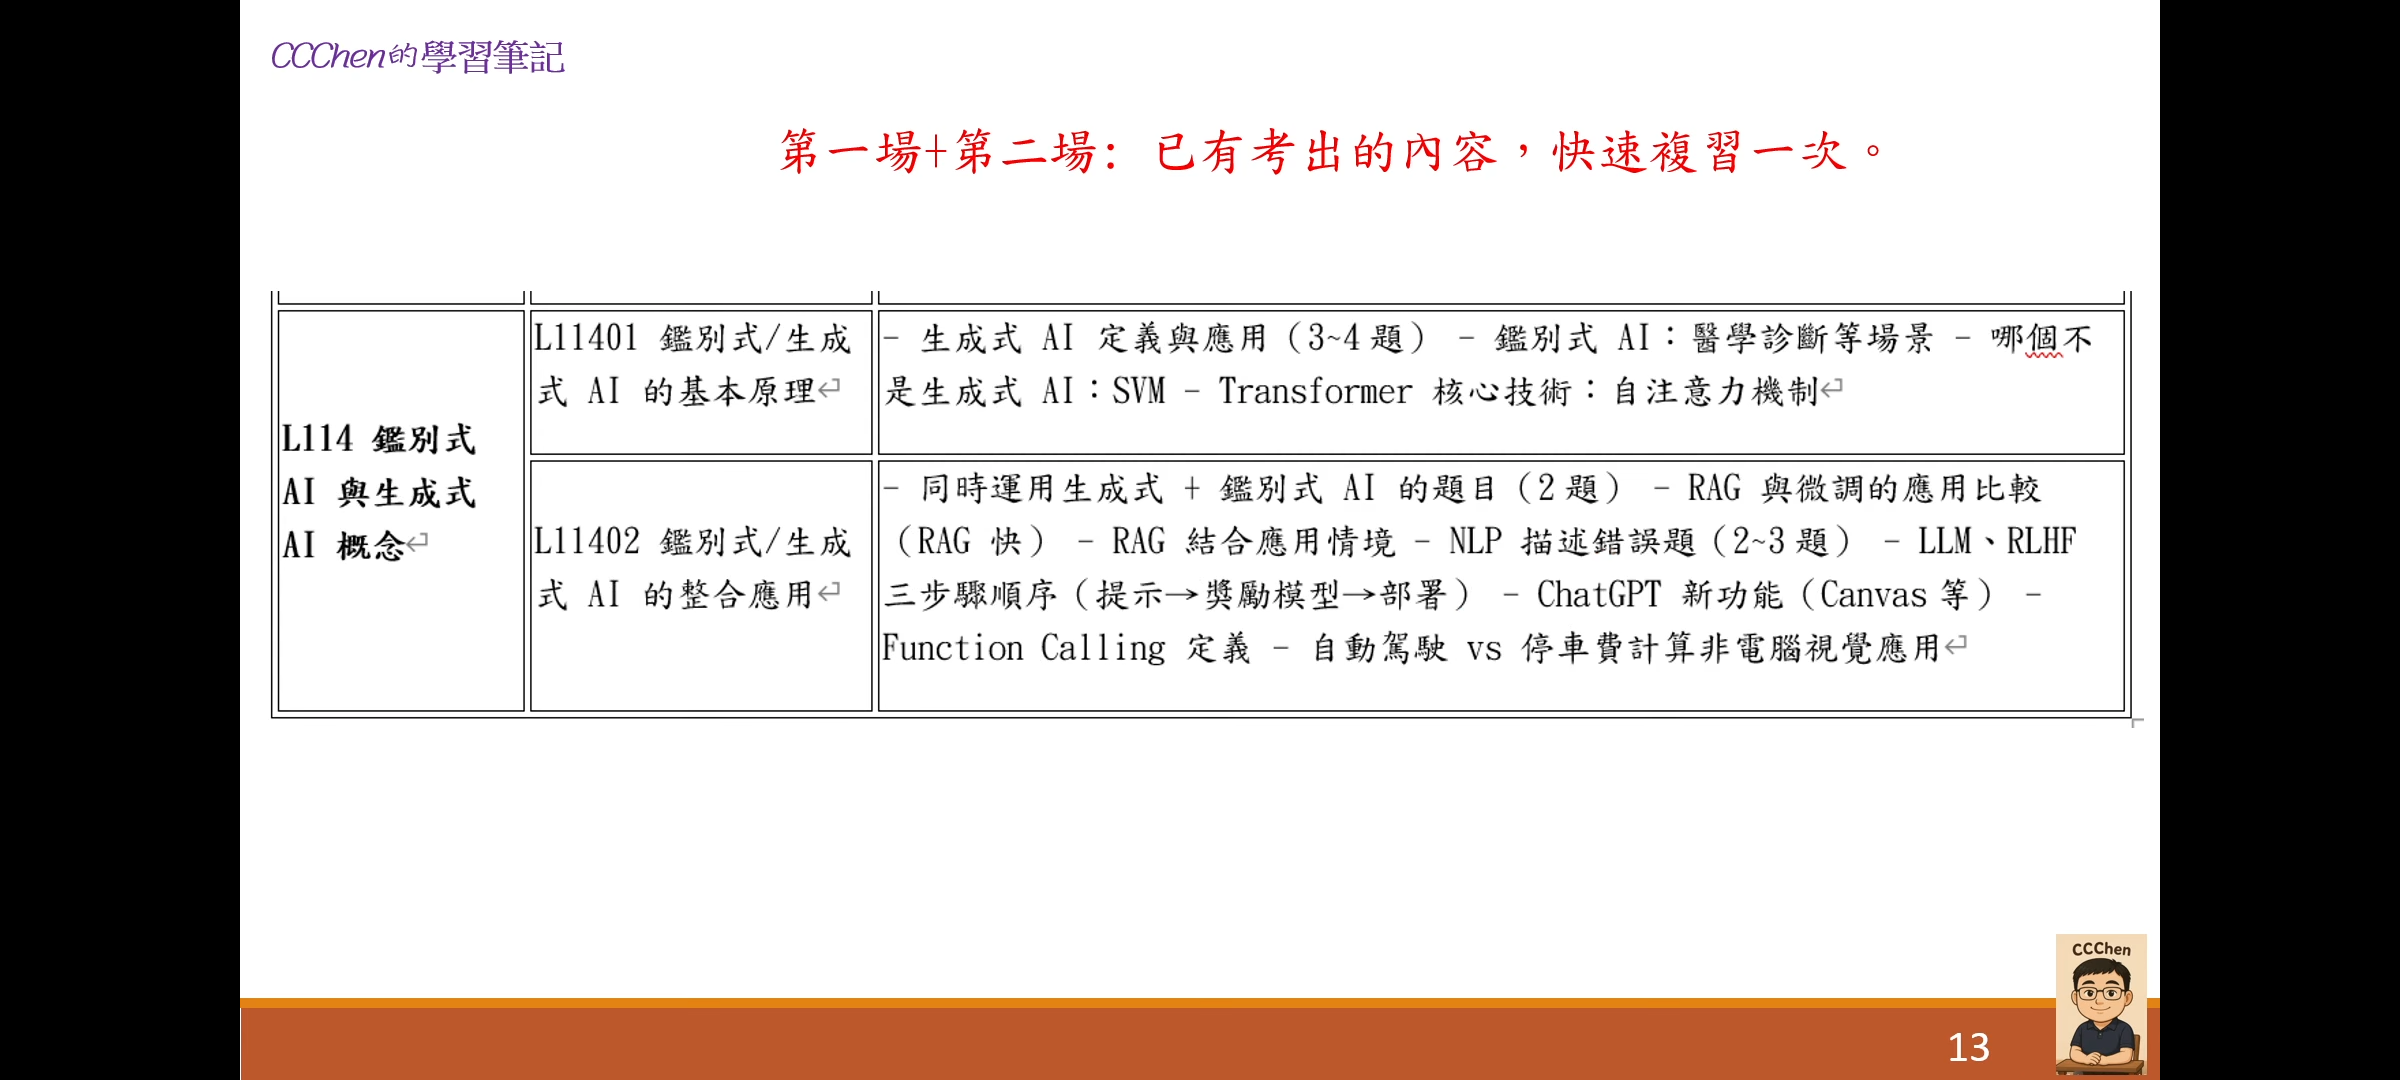 CCChen的學習筆記
第一場+第二場: 已有考出的內容，快速複習一次。
L114 鑑別式
AI 與生成式
AI 概念
L11401 鑑別式/生成
式 AI 的基本原理
- 生成式 AI 定義與應用（3~4 題） - 鑑別式 AI：醫學診斷等場景 - 哪個不
是生成式 AI：SVM - Transformer 核心技術：自注意力機制
L11402 鑑別式/生成
式 AI 的整合應用
- 同時運用生成式 + 鑑別式 AI 的題目（2 題） - RAG 與微調的應用比較
（RAG 快） - RAG 結合應用情境 - NLP 描述錯誤題（2~3 題） - LLM、RLHF
三步驟順序（提示→獎勵模型→部署） - ChatGPT 新功能（Canvas 等） -
Function Calling 定義 - 自動駕駛 vs 停車費計算非電腦視覺應用
CCChen
13